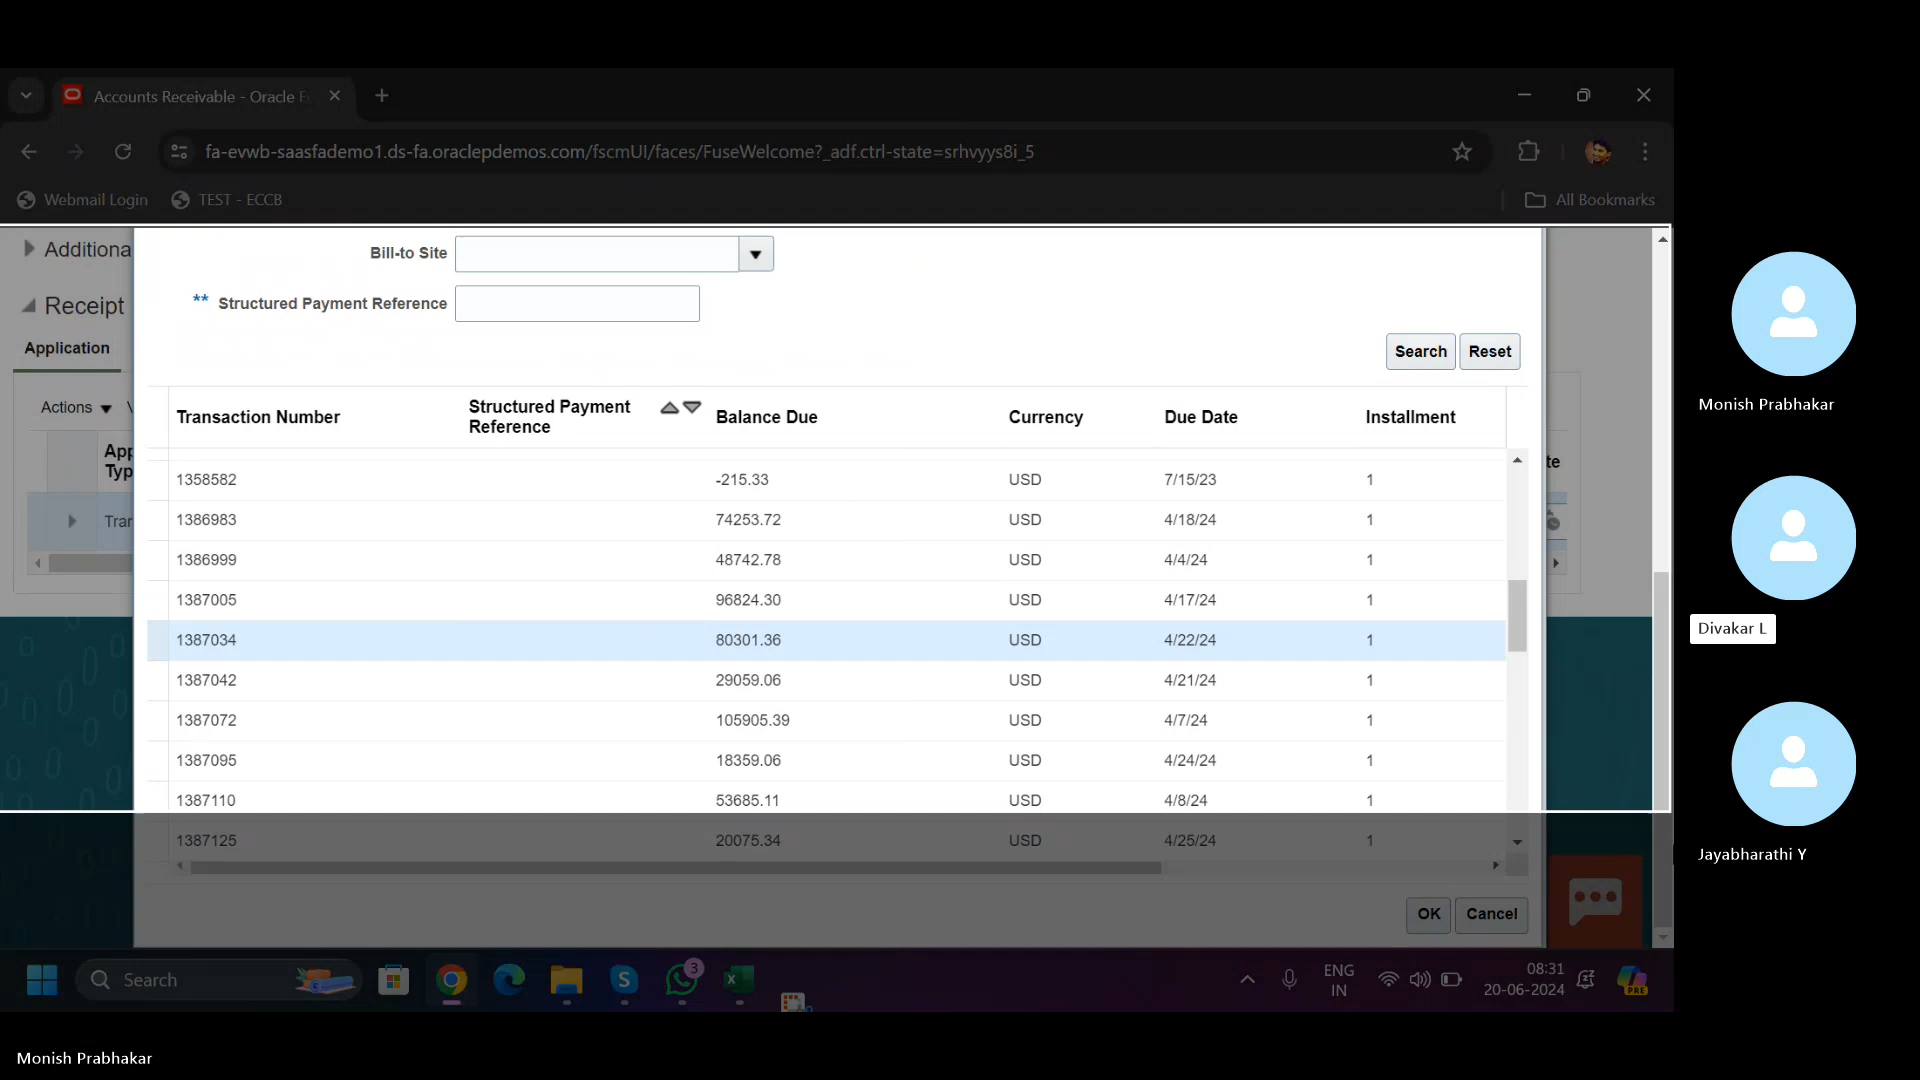 Accounts Receivable - Oracle F
fa-evwb-saasfademo1.ds-fa.oraclepdemos.com/fscmUI/faces/FuseWelcome?_adf.ctrl-state=srhvyys8i_5
Webmail Login
TEST - ECCB
All Bookmarks
Additiona
Receipt
Application
Actions
App
Typ
Trar
te
Bill-to Site
** Structured Payment Reference
Search
Reset
Transaction Number Structured Payment Reference Balance Due Currency Due Date Installment
1358582 -215.33 USD 7/15/23 1
1386983 74253.72 USD 4/18/24 1
1386999 48742.78 USD 4/4/24 1
1387005 96824.30 USD 4/17/24 1
1387034 80301.36 USD 4/22/24 1
1387042 29059.06 USD 4/21/24 1
1387072 105905.39 USD 4/7/24 1
1387095 18359.06 USD 4/24/24 1
1387110 53685.11 USD 4/8/24 1
1387125 20075.34 USD 4/25/24 1
OK
Cancel
Search
3
ENG
IN
08:31
20-06-2024
PRE
Monish Prabhakar
Divakar L
Jayabharathi Y
Monish Prabhakar